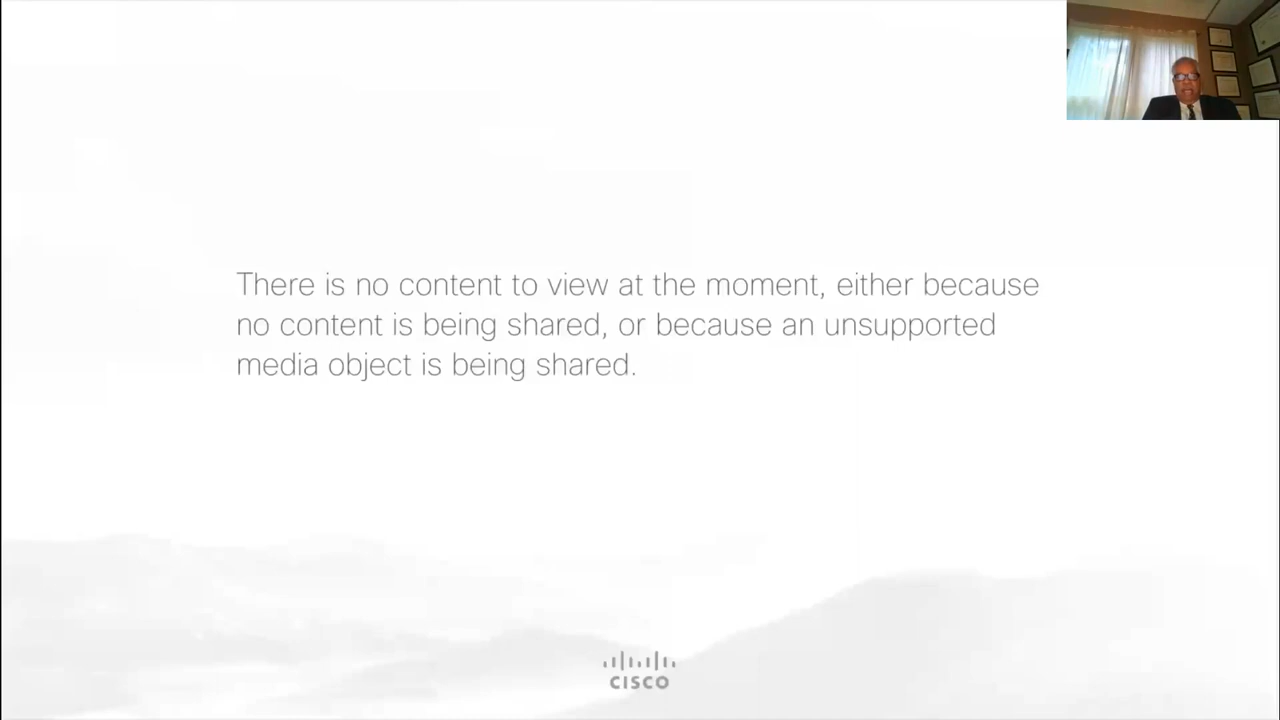 There is no content to view at the moment, either because
no content is being shared, or because an unsupported
media object is being shared.
CISCO